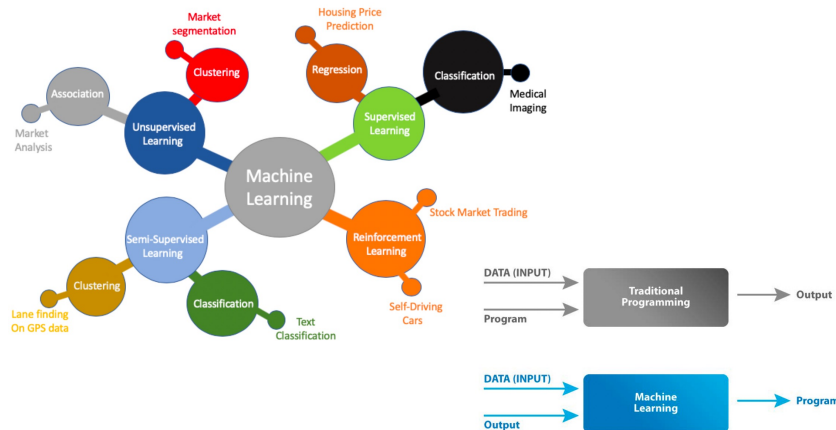 Market
segmentation
Clustering
Association
Market
Analysis
Unsupervised
Learning
Housing Price
Prediction
Regression
Classification
Medical
Imaging
Supervised
Learning
Machine
Learning
Semi-Supervised
Learning
Clustering
Lane finding
On GPS data
Classification
Text
Classification
Reinforcement
Learning
Stock Market Trading
Self-Driving
Cars
DATA (INPUT)
Program
Traditional
Programming
Output
DATA (INPUT)
Output
Machine
Learning
Program